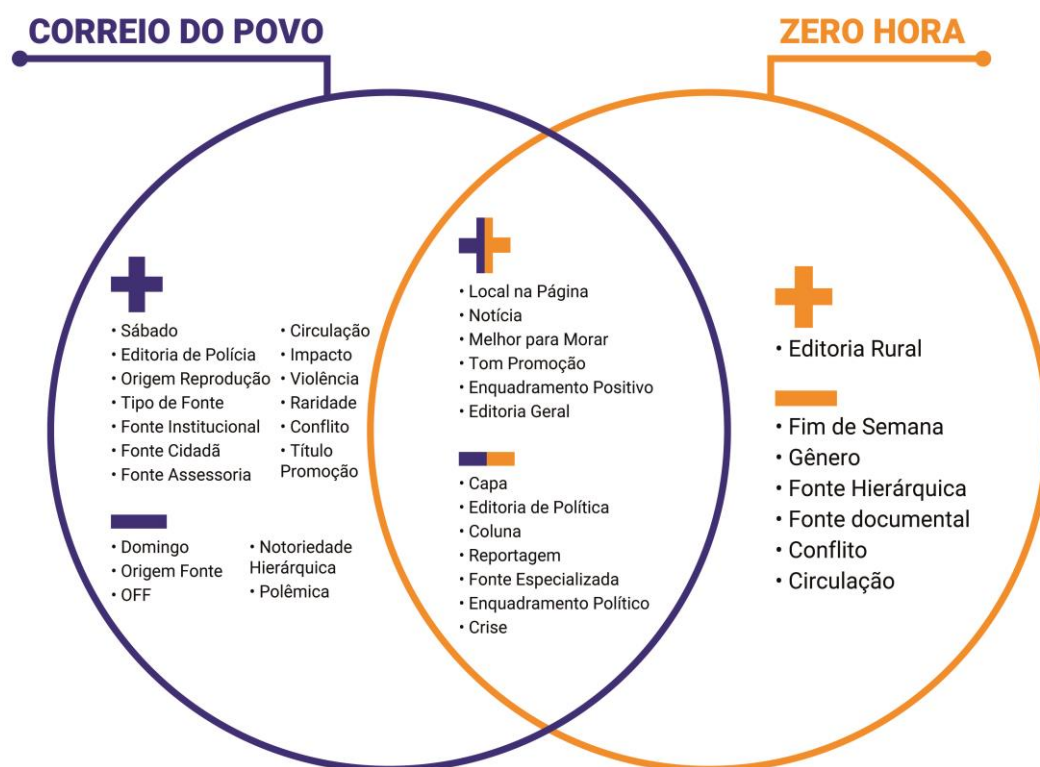 CORREIO DO POVO
ZERO HORA
• Sábado
• Editoria de Polícia
• Origem Reprodução
• Tipo de Fonte
• Fonte Institucional
• Fonte Cidadã
• Fonte Assessoria
• Circulação
• Impacto
• Violência
• Raridade
• Conflito
• Título
Promoção
• Domingo
• Origem Fonte
• OFF
• Notoriedade
Hierárquica
• Polêmica
• Local na Página
• Notícia
• Melhor para Morar
• Tom Promoção
• Enquadramento Positivo
• Editoria Geral
• Capa
• Editoria de Política
• Coluna
• Reportagem
• Fonte Especializada
• Enquadramento Político
• Crise
• Editoria Rural
• Fim de Semana
• Gênero
• Fonte Hierárquica
• Fonte documental
• Conflito
• Circulação